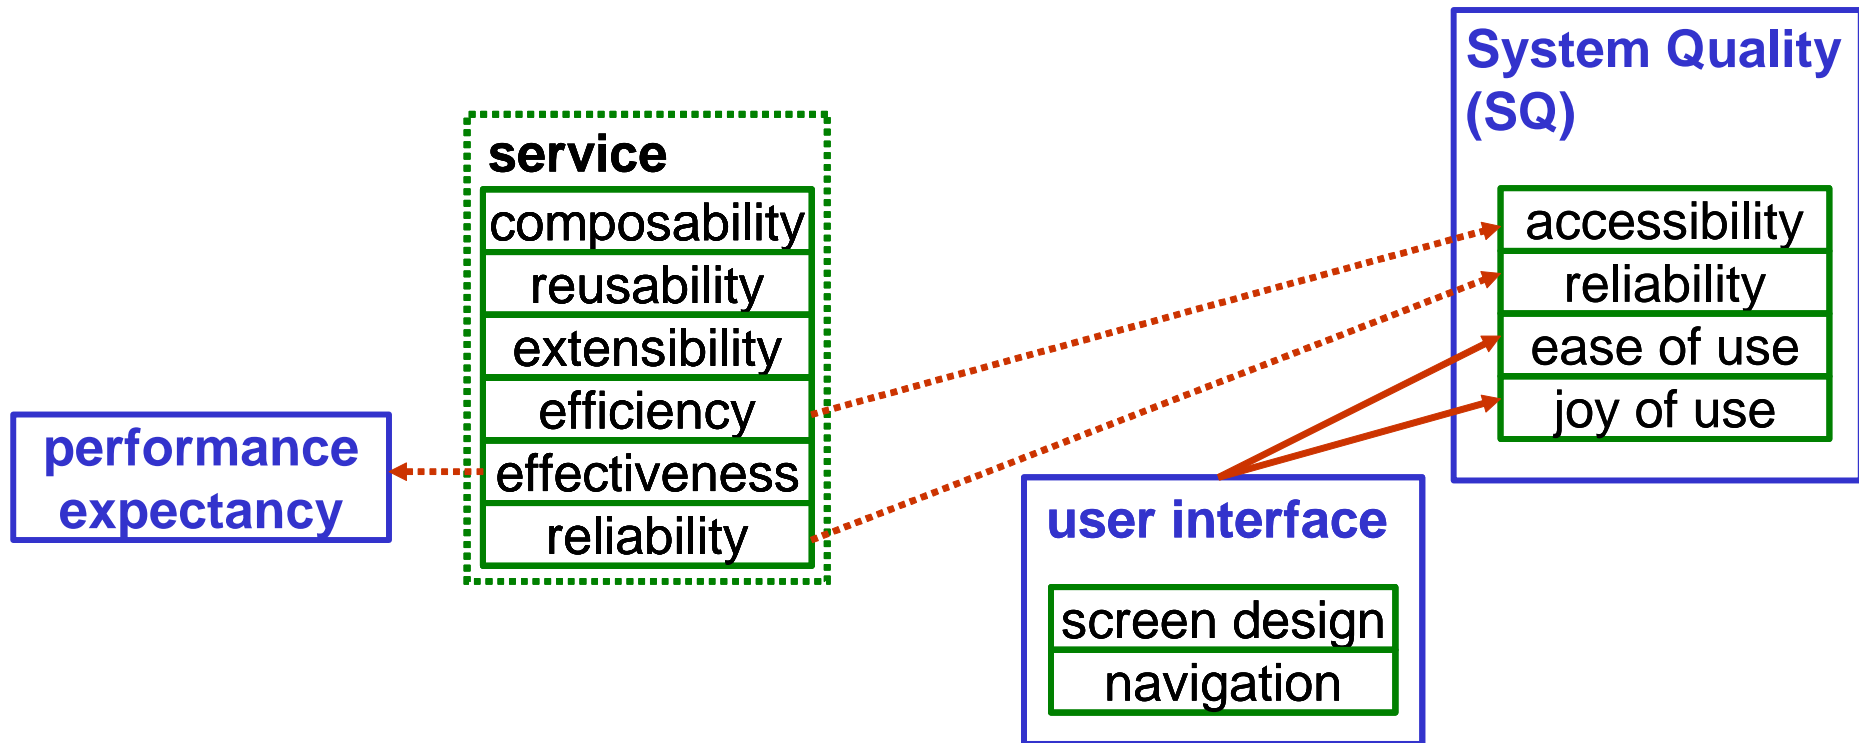 System Quality
(SQ)
accessibility
reliability
ease of use
joy of use
service
composability
reusability
extensibility
efficiency
effectiveness
reliability
performance
expectancy
user interface
screen design
navigation